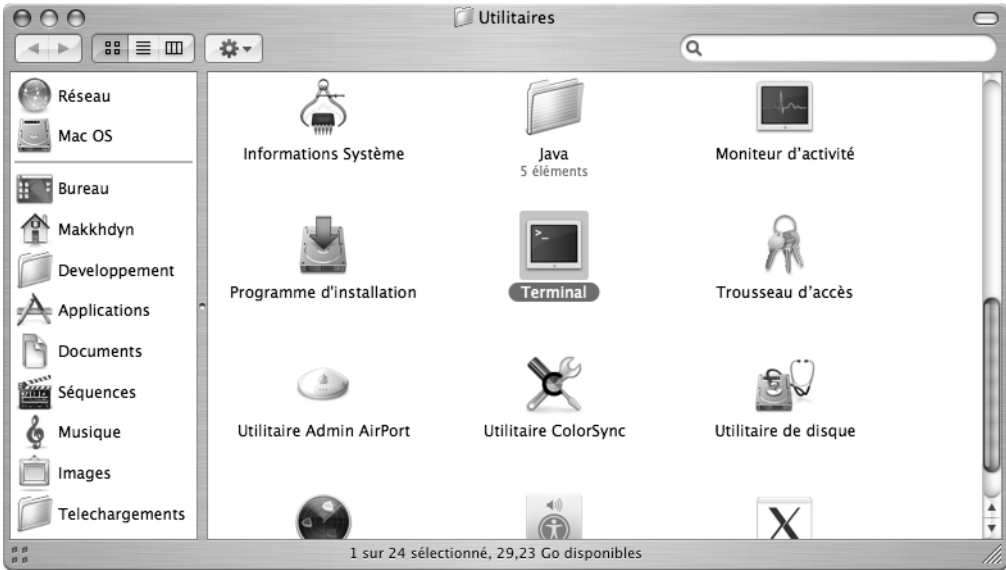 Utilitaires
Réseau
Mac OS
Bureau
Makkhdyn
Developpement
Applications
Documents
Séquences
Musique
Images
Telechargements
Informations Système
Java
5 éléments
Moniteur d'activité
Programme d'installation
>_
Terminal
Trousseau d'accès
Utilitaire Admin AirPort
Utilitaire ColorSync
Utilitaire de disque
X
1 sur 24 sélectionné, 29,23 Go disponibles